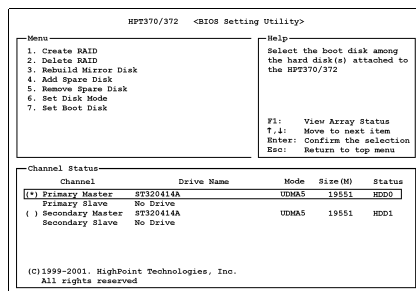 HPT370/372 <BIOS Setting Utility>
Menu
1. Create RAID
2. Delete RAID
3. Rebuild Mirror Disk
4. Add Spare Disk
5. Remove Spare Disk
6. Set Disk Mode
7. Set Boot Disk
Help
Select the boot disk among
the hard disk(s) attached to
the HPT370/372
F1: View Array Status
↑,↓: Move to next item
Enter: Confirm the selection
Esc: Return to top menu
Channel Status
Channel Drive Name Mode Size(M) Status
(*) Primary Master ST320414A UDMA5 19551 HDD0
Primary Slave No Drive
( ) Secondary Master ST320414A UDMA5 19551 HDD1
Secondary Slave No Drive
(C)1999-2001. HighPoint Technologies, Inc.
All rights reserved